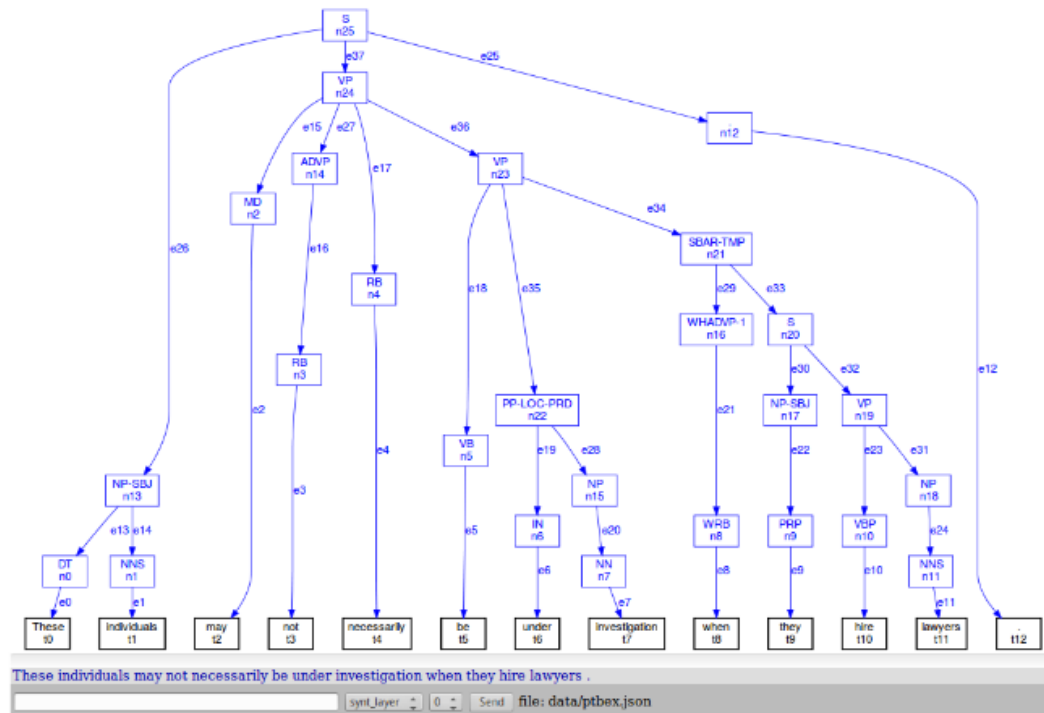 S
n25
e37
e25
VP
n24
.
n12
e15
e27
e36
e17
ADVP
n14
VP
n23
MD
n2
e34
e26
e16
SBAR-TMP
n21
RB
n4
e18
e35
e29
e33
WHADVP-1
n16
S
n20
RB
n3
e30
e32
e12
e2
e21
PP-LOC-PRD
n22
NP-SBJ
n17
VP
n19
e4
VB
n5
e19
e28
e22
e23
e31
NP-SBJ
n13
e3
NP
n15
NP
n18
e13
e14
e5
IN
n6
e20
WRB
n8
PRP
n9
VBP
n10
e24
DT
n0
NNS
n1
e6
NN
n7
e8
e9
e10
NNS
n11
e0
e1
e7
e11
These
t0
individuals
t1
may
t2
not
t3
necessarily
t4
be
t5
under
t6
investigation
t7
when
t8
they
t9
hire
t10
lawyers
t11
.
t12
These individuals may not necessarily be under investigation when they hire lawyers .
synt_layer 0 Send file: data/ptbex.json